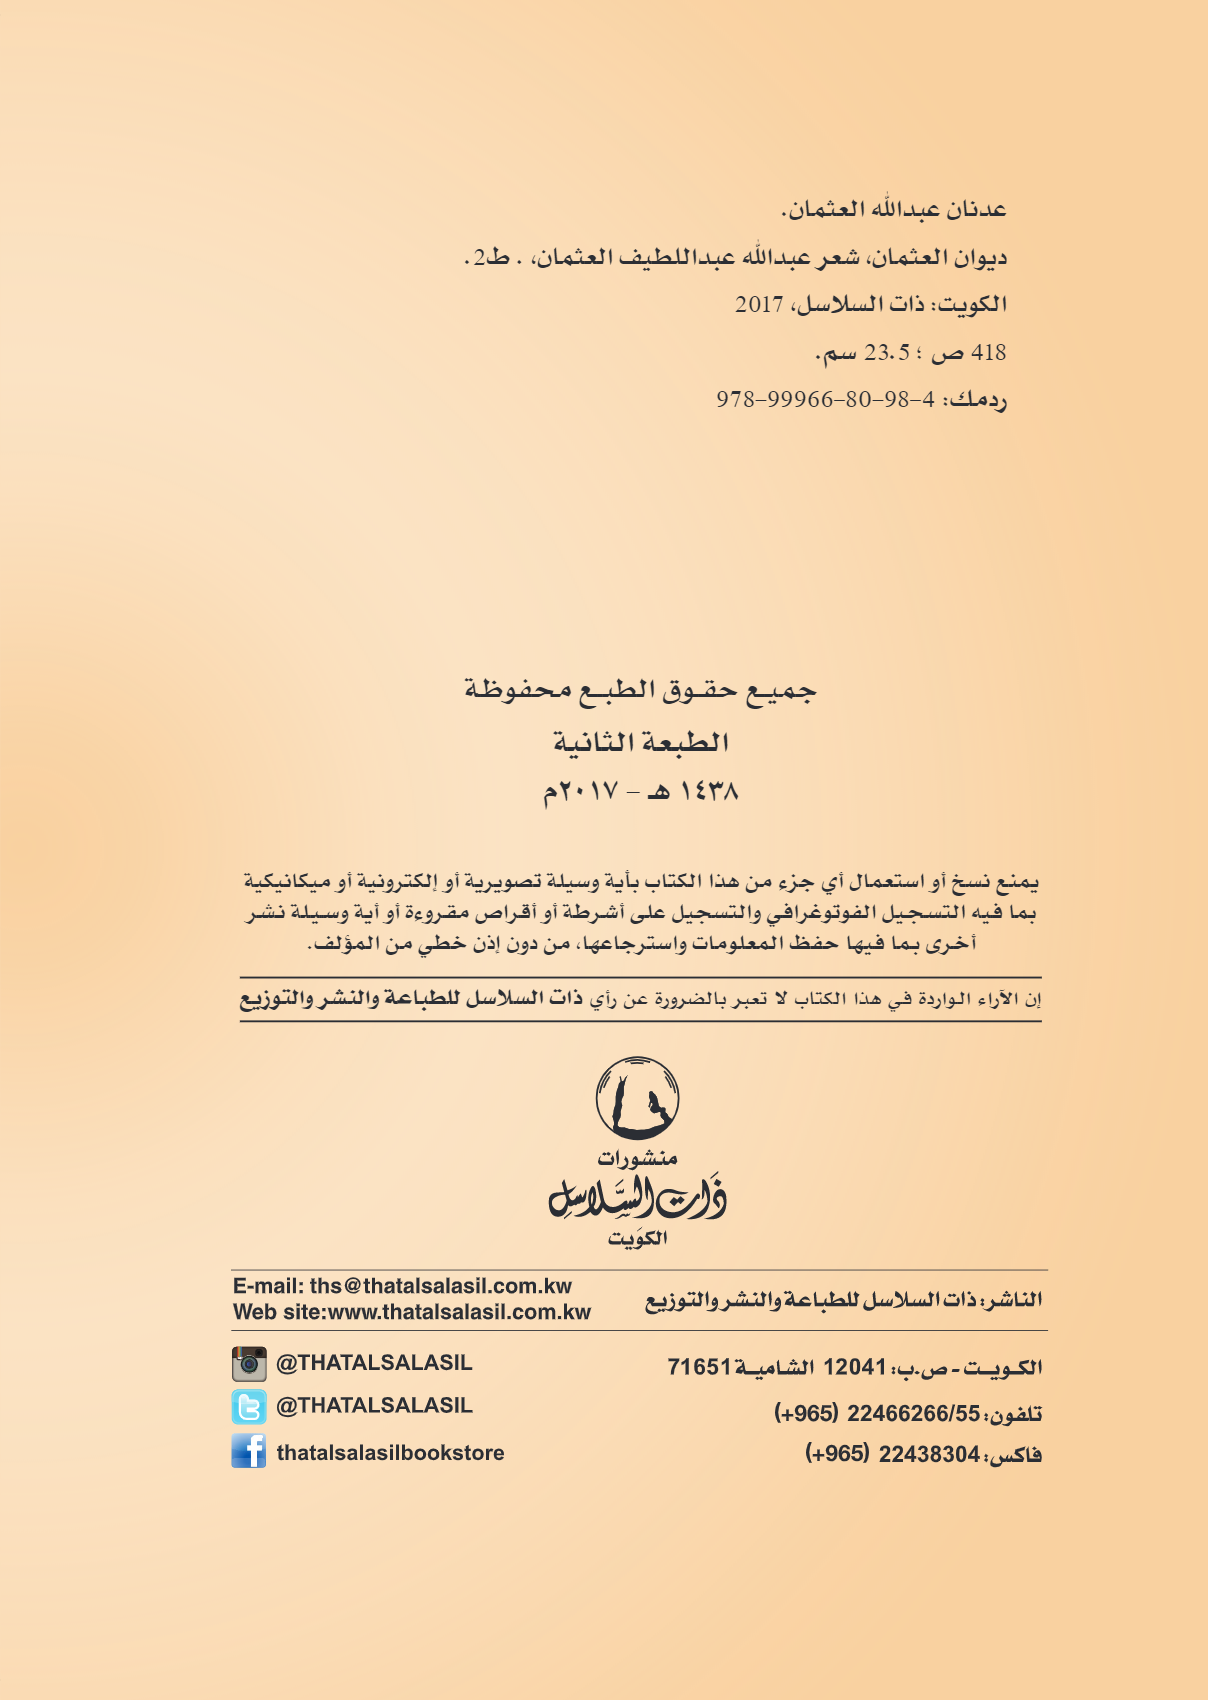 عدنان عبدالله العثمان.
ديوان العثمان، شعر عبدالله عبداللطيف العثمان، . ط2.
الكويت: ذات السلاسل، 2017
418 ص ؛ 23.5 سم.
ردمك: 978–99966–80–98–4
جميع حقوق الطبع محفوظة
الطبعة الثانية
١٤٣٨ هـ – ٢٠١٧م
يمنع نسخ أو استعمال أي جزء من هذا الكتاب بأية وسيلة تصويرية أو إلكترونية أو ميكانيكية
بما فيه التسجيل الفوتوغرافي والتسجيل على أشرطة أو أقراص مقروءة أو أية وسيلة نشر
أخرى بما فيها حفظ المعلومات واسترجاعها، من دون إذن خطي من المؤلف.
إن الآراء الواردة في هذا الكتاب لا تعبر بالضرورة عن رأي ذات السلاسل للطباعة والنشر والتوزيع
منشورات
ذَات السَّلاسِل
الكوَيت
الناشر: ذات السلاسل للطباعة والنشر والتوزيع
E-mail: ths@thatalsalasil.com.kw
Web site:www.thatalsalasil.com.kw
الكويت - ص.ب: 12041 الشامية 71651
تلفون: 22466266/55 (965+)
فاكس: 22438304 (965+)
@THATALSALASIL
@THATALSALASIL
thatalsalasilbookstore